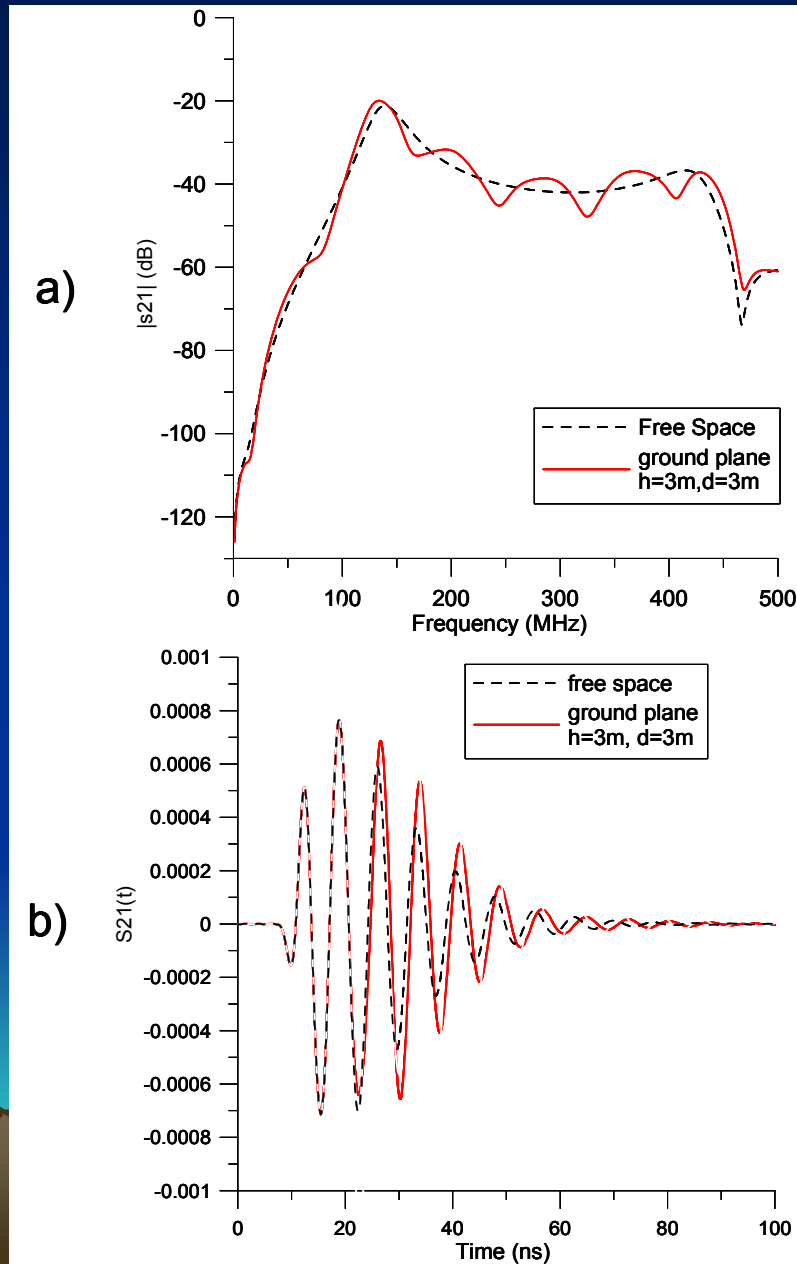 a)
|s21| (dB)
0
-20
-40
-60
-80
-100
-120
Free Space
ground plane
h=3m,d=3m
0 100 200 300 400 500
Frequency (MHz)
b)
S21(t)
0.001
0.0008
0.0006
0.0004
0.0002
0
-0.0002
-0.0004
-0.0006
-0.0008
-0.001
free space
ground plane
h=3m, d=3m
0 20 40 60 80 100
Time (ns)